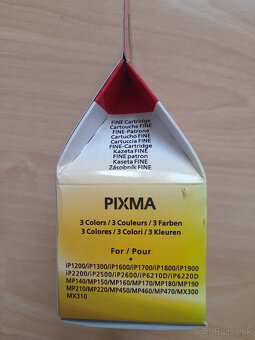 FINE Cartridge
Cartouche FINE
FINE-Patrone
Cartucho FINE
Cartuccia FINE
FINE-Cartridge
Kazeta FINE
FINE patron
Kaseta FINE
Zásobník FINE
PIXMA
3 Colors / 3 Couleurs / 3 Farben
3 Colores / 3 Colori / 3 Kleuren
For / Pour
iP1200/iP1300/iP1600/iP1700/iP1800/iP1900
iP2200/iP2500/iP2600/iP6210D/iP6220D
MP140/MP150/MP160/MP170/MP180/MP190
MP210/MP220/MP450/MP460/MP470/MX300
MX310
bazos.sk